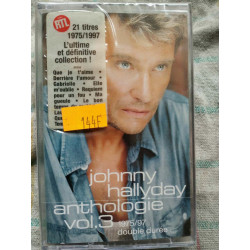 RTL
21 titres
1975/1997
L'ultime
et définitive
collection !
Que je t'aime •
Derrière l'amour •
Gabrielle • Elle
m'oublie • Requiem
pour un fou • Ma
gueule • Le bon
144F
johnny
hallyday
anthologie
vol.3 1975/97
double durée